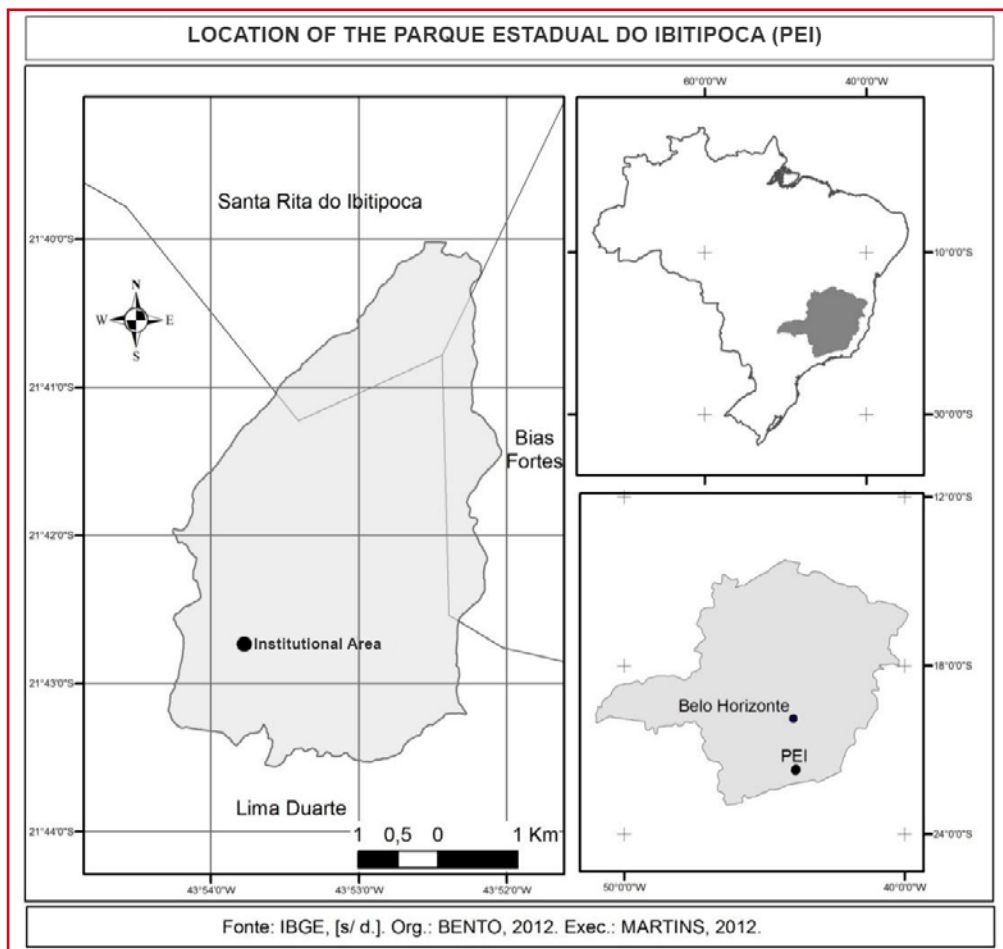 LOCATION OF THE PARQUE ESTADUAL DO IBITIPOCA (PEI)
Santa Rita do Ibitipoca
21°40'0"S
N
W
E
S
21°41'0"S
Bias
Fortes
21°42'0"S
Institutional Area
21°43'0"S
Lima Duarte
1 0,5 0 1 Km
21°44'0"S
43°54'0"W 43°53'0"W 43°52'0"W
60°0'0"W 40°0'0"W
10°0'0"S
30°0'0"S
12°0'0"S
18°0'0"S
Belo Horizonte
PEI
24°0'0"S
50°0'0"W 40°0'0"W
Fonte: IBGE, [s/ d.]. Org.: BENTO, 2012. Exec.: MARTINS, 2012.